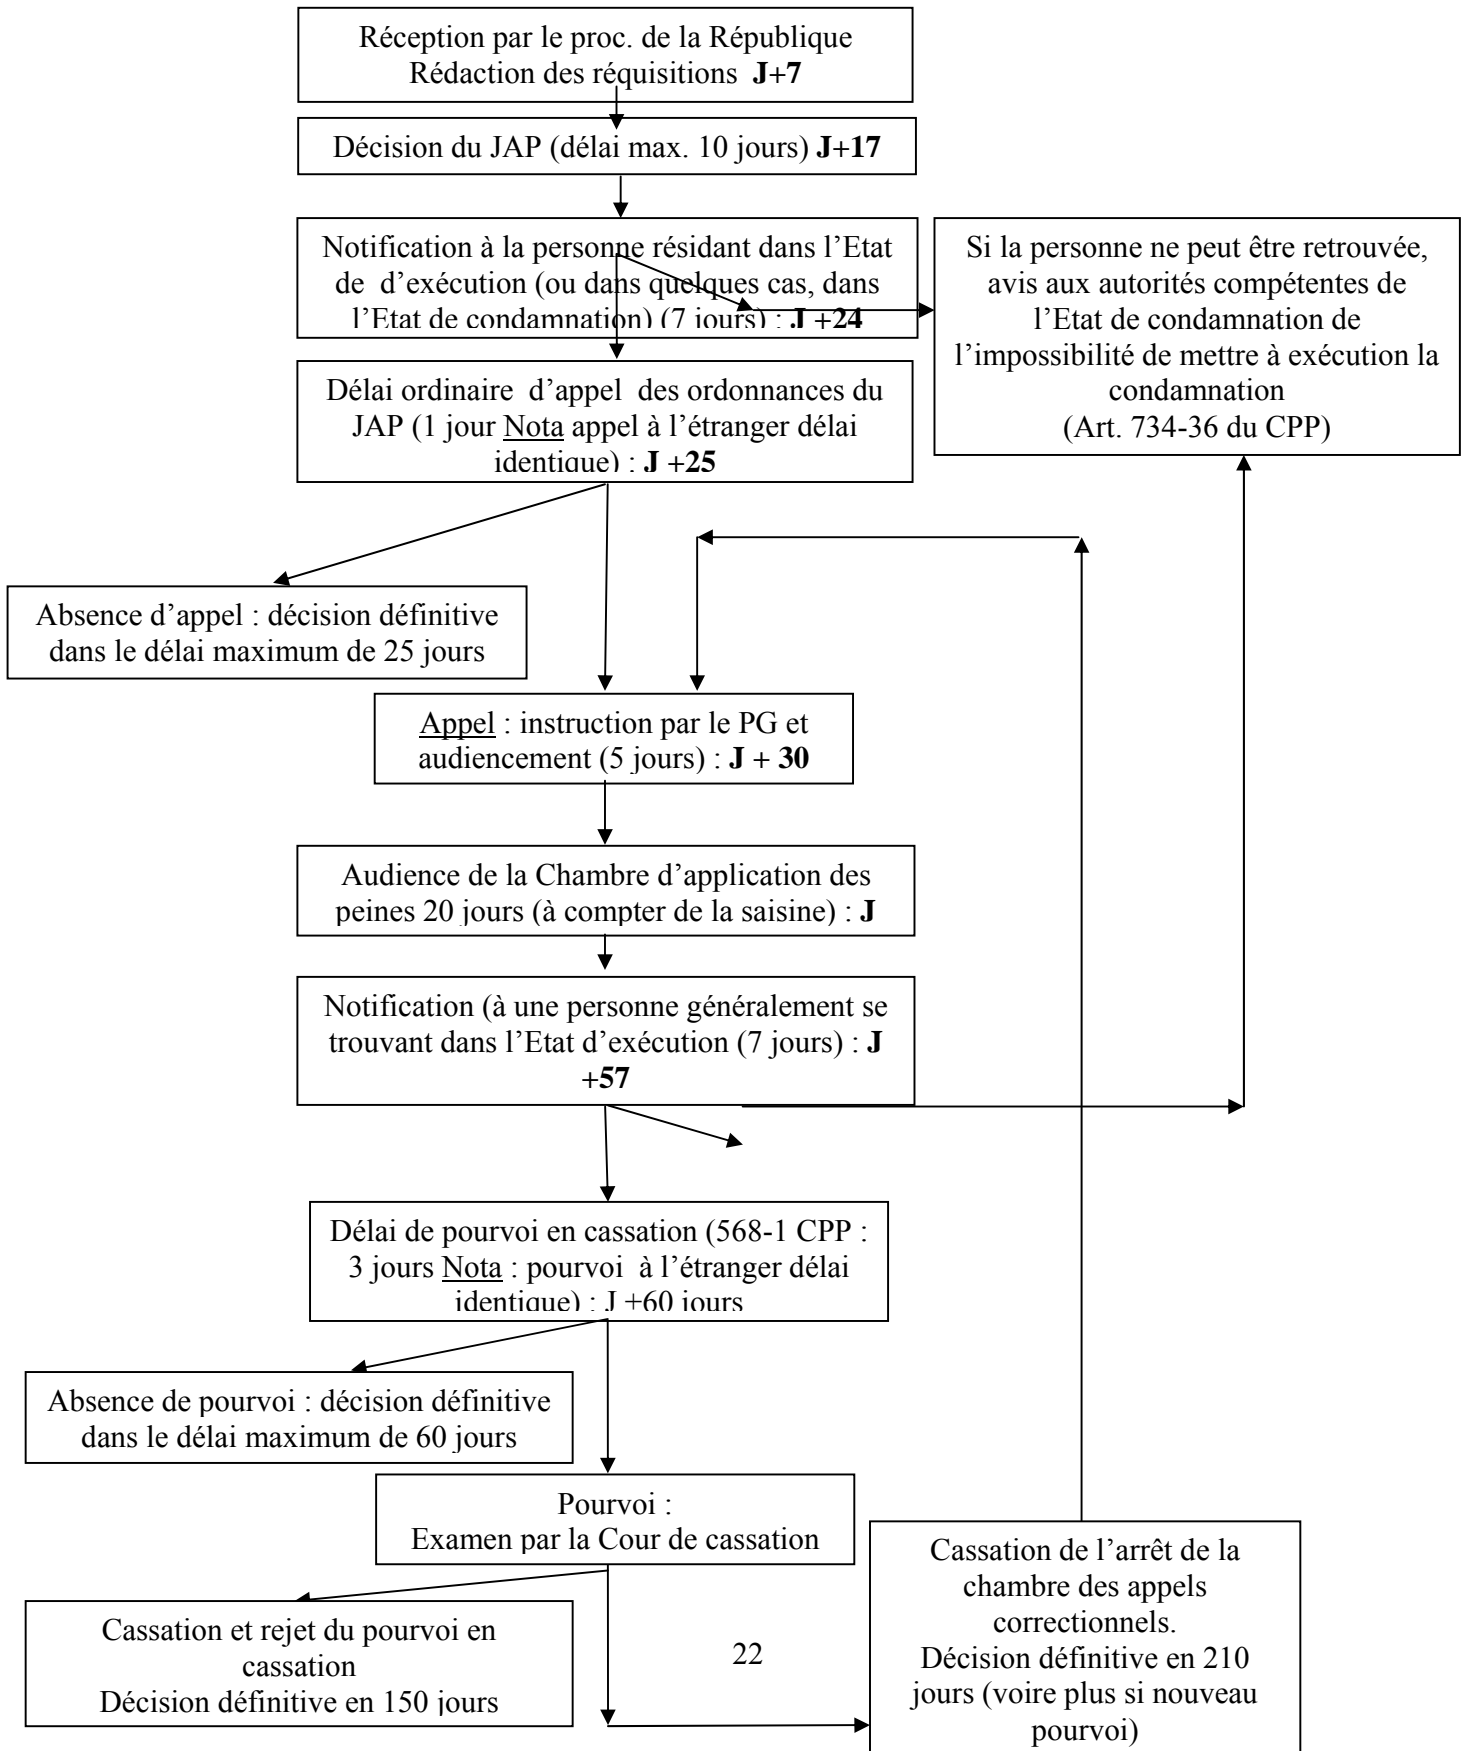 Réception par le proc. de la République
Rédaction des réquisitions J+7
Décision du JAP (délai max. 10 jours) J+17
Notification à la personne résidant dans l’Etat
de d’exécution (ou dans quelques cas, dans
l’Etat de condamnation) (7 jours) : J +24
Si la personne ne peut être retrouvée,
avis aux autorités compétentes de
l’Etat de condamnation de
l’impossibilité de mettre à exécution la
condamnation
(Art. 734-36 du CPP)
Délai ordinaire d’appel des ordonnances du
JAP (1 jour Nota appel à l’étranger délai
identique) : J +25
Absence d’appel : décision définitive
dans le délai maximum de 25 jours
Appel : instruction par le PG et
audiencement (5 jours) : J + 30
Audience de la Chambre d’application des
peines 20 jours (à compter de la saisine) : J
Notification (à une personne généralement se
trouvant dans l’Etat d’exécution (7 jours) : J
+57
Délai de pourvoi en cassation (568-1 CPP :
3 jours Nota : pourvoi à l’étranger délai
identique) : J +60 jours
Absence de pourvoi : décision définitive
dans le délai maximum de 60 jours
Pourvoi :
Examen par la Cour de cassation
Cassation et rejet du pourvoi en
cassation
Décision définitive en 150 jours
22
Cassation de l’arrêt de la
chambre des appels
correctionnels.
Décision définitive en 210
jours (voire plus si nouveau
pourvoi)